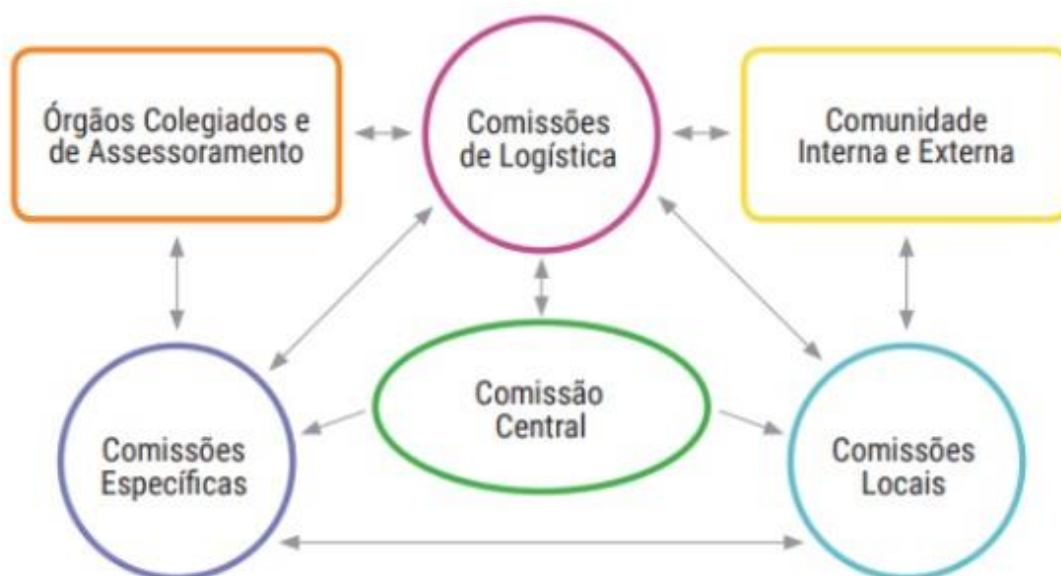 Órgãos Colegiados e
de Assessoramento
Comissões
de Logística
Comunidade
Interna e Externa
Comissões
Específicas
Comissão
Central
Comissões
Locais